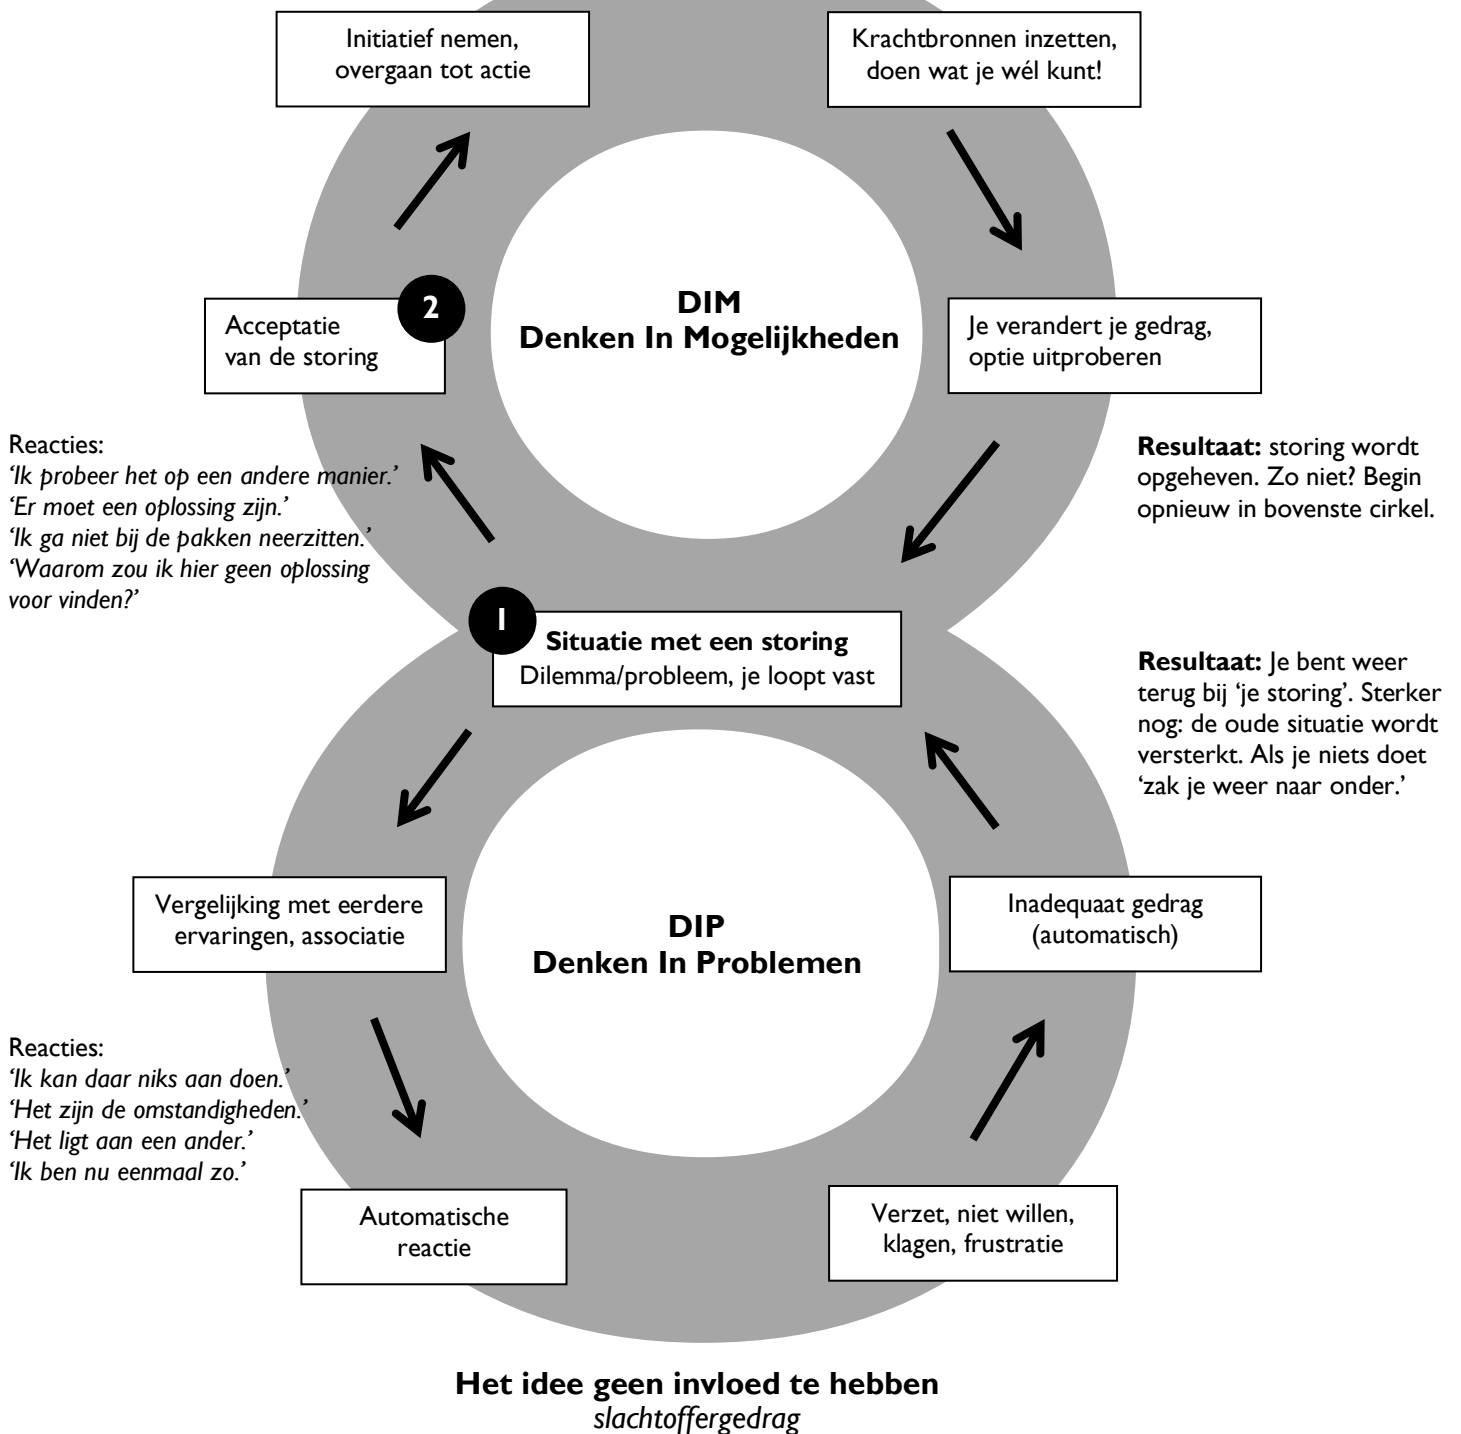 Initiatief nemen,
overgaan tot actie
Krachtbronnen inzetten,
doen wat je wél kunt!
2
Acceptatie
van de storing
DIM
Denken In Mogelijkheden
Je verandert je gedrag,
optie uitproberen
Reacties:
‘Ik probeer het op een andere manier.’
‘Er moet een oplossing zijn.’
‘Ik ga niet bij de pakken neerzitten.’
‘Waarom zou ik hier geen oplossing
voor vinden?’
Resultaat: storing wordt
opgeheven. Zo niet? Begin
opnieuw in bovenste cirkel.
1
Situatie met een storing
Dilemma/probleem, je loopt vast
Resultaat: Je bent weer
terug bij ‘je storing’. Sterker
nog: de oude situatie wordt
versterkt. Als je niets doet
‘zak je weer naar onder.’
Vergelijking met eerdere
ervaringen, associatie
DIP
Denken In Problemen
Inadequaat gedrag
(automatisch)
Reacties:
‘Ik kan daar niks aan doen.’
‘Het zijn de omstandigheden.’
‘Het ligt aan een ander.’
‘Ik ben nu eenmaal zo.’
Automatische
reactie
Verzet, niet willen,
klagen, frustratie
Het idee geen invloed te hebben
slachtoffergedrag